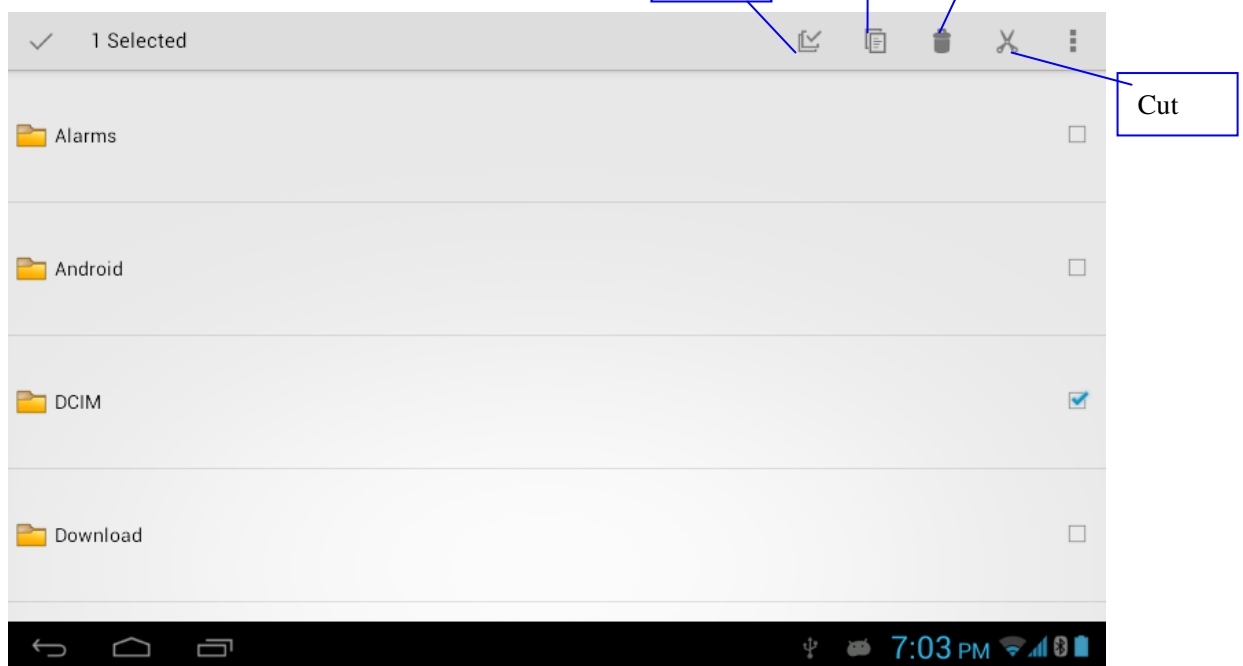 1 Selected
Cut
Alarms
Android
DCIM
Download
7:03 PM